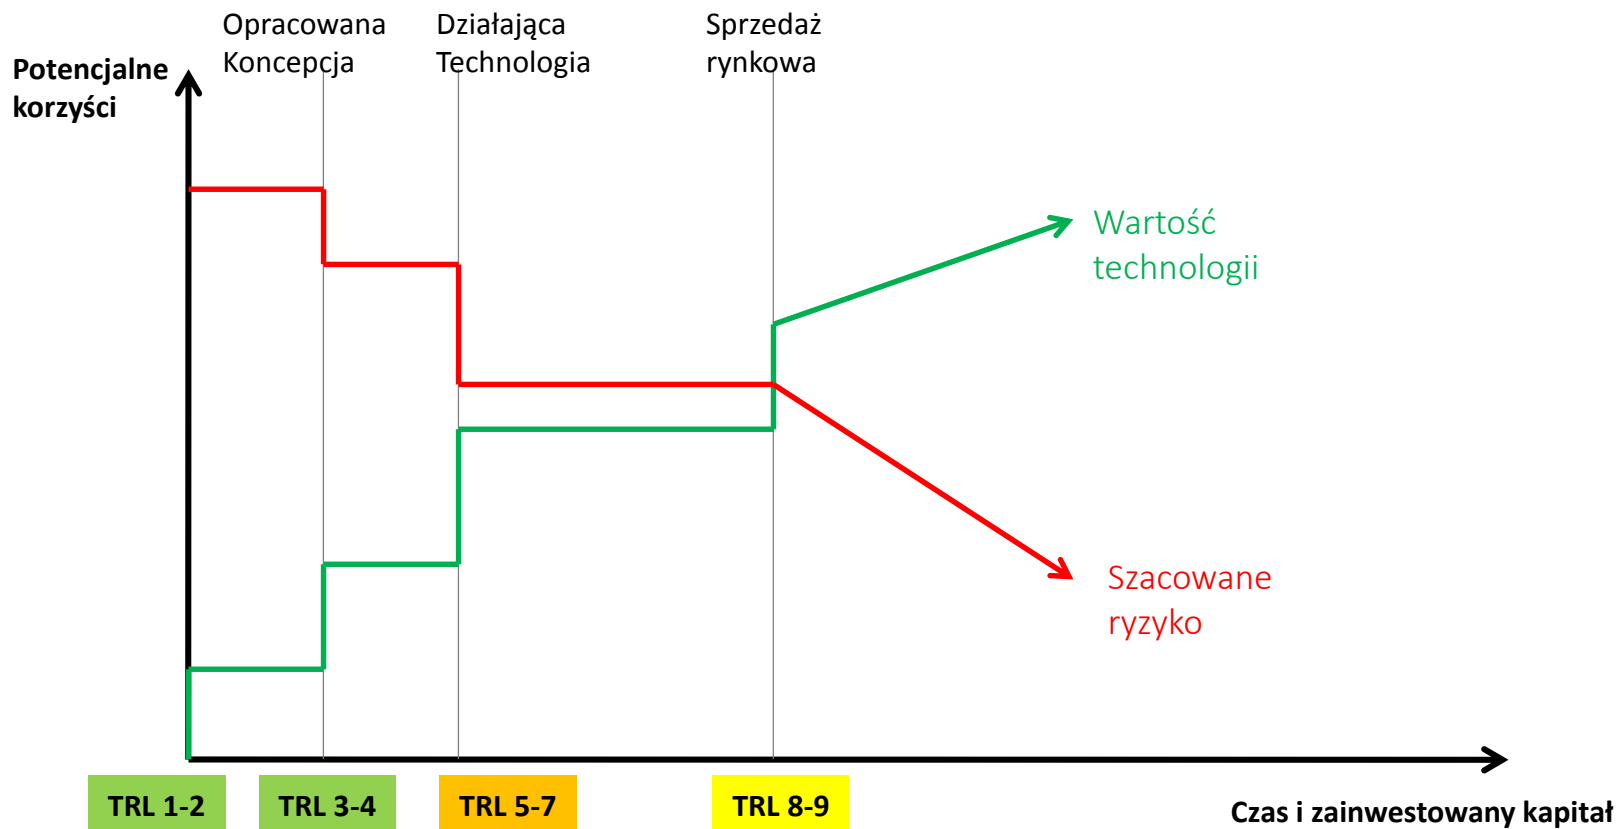 Opracowana
Koncepcja
Działająca
Technologia
Sprzedaż
rynkowa
Potencjalne
korzyści
Wartość
technologii
Szacowane
ryzyko
TRL 1-2
TRL 3-4
TRL 5-7
TRL 8-9
Czas i zainwestowany kapitał